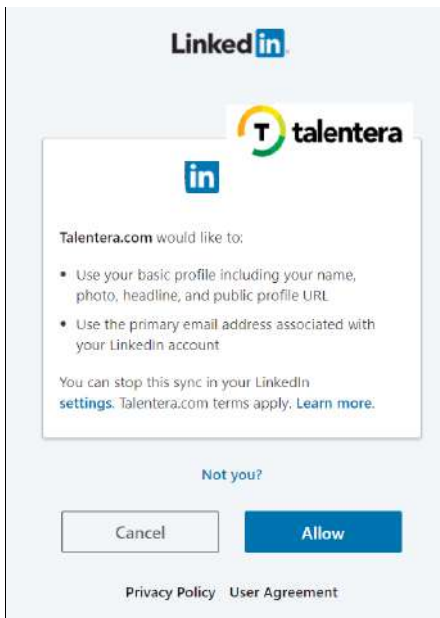 Linked in
T talentera
in
Talentera.com would like to:
• Use your basic profile including your name,
photo, headline, and public profile URL
• Use the primary email address associated with
your LinkedIn account
You can stop this sync in your LinkedIn
settings. Talentera.com terms apply. Learn more.
Not you?
Cancel Allow
Privacy Policy User Agreement